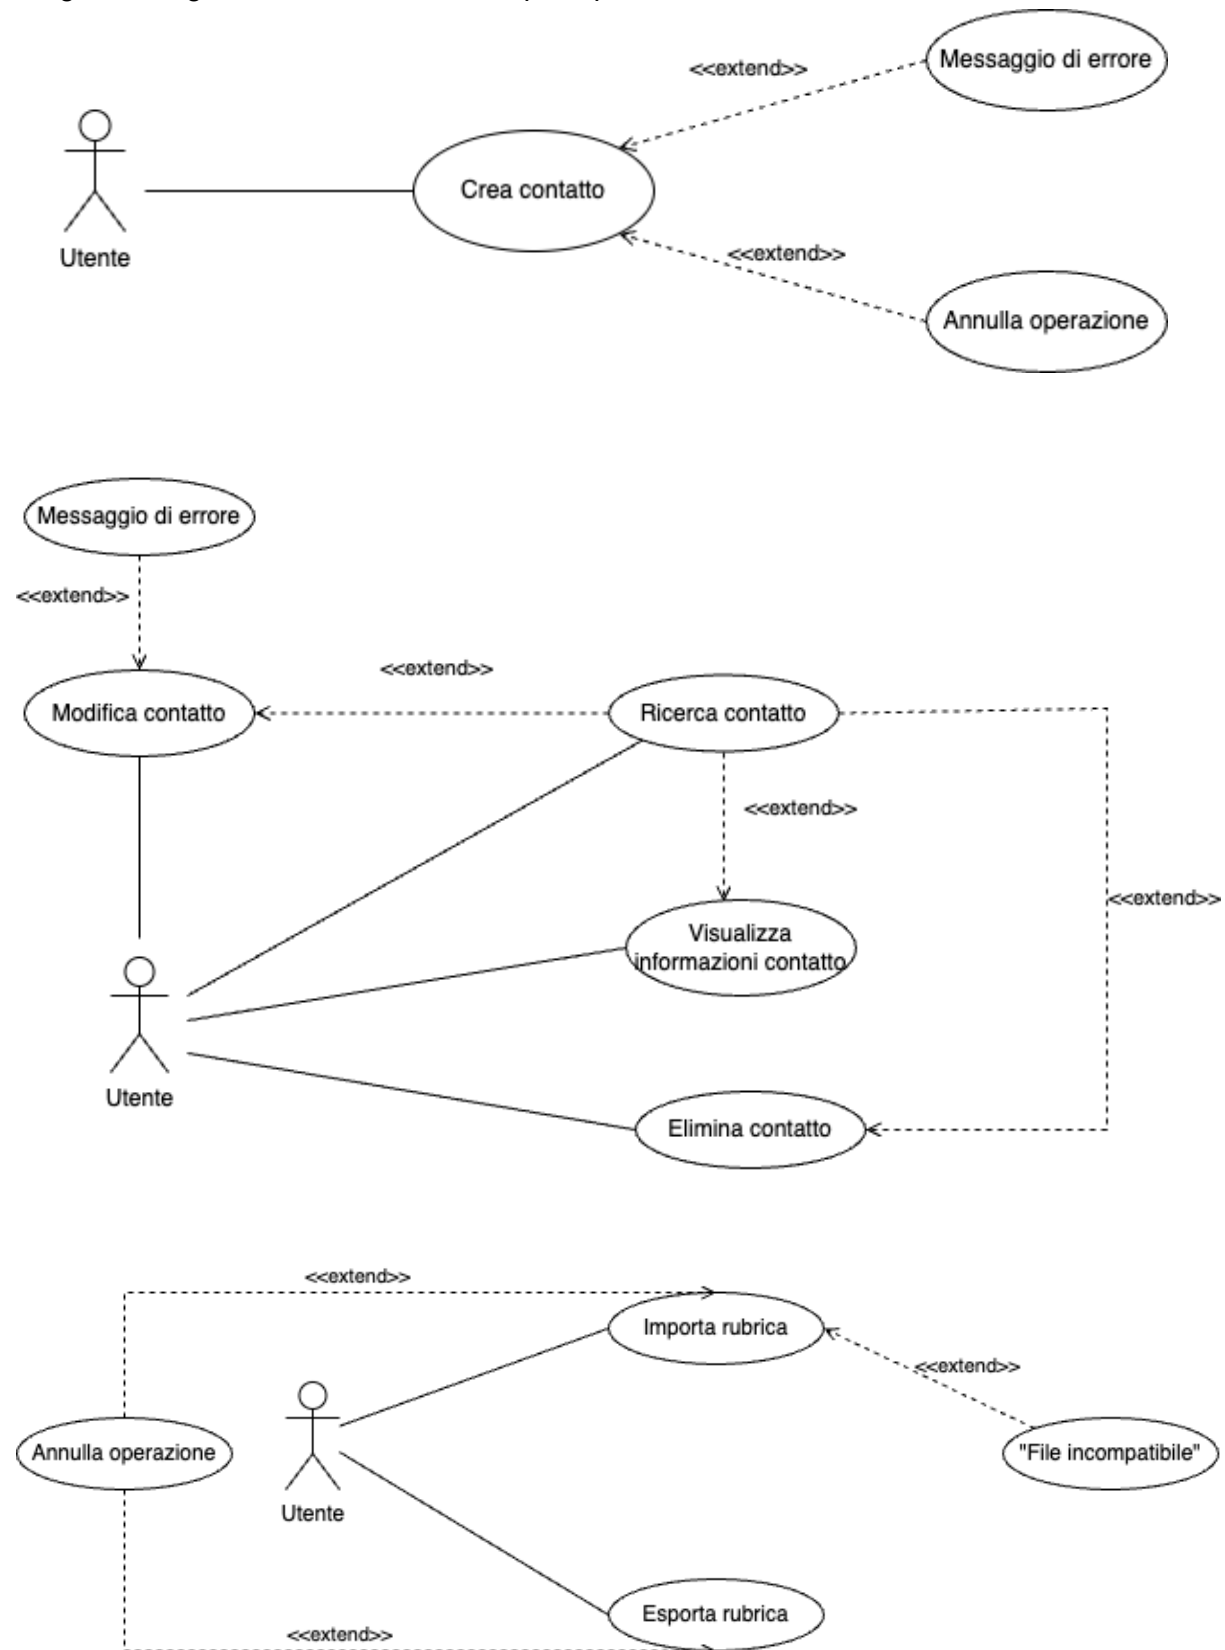 <<extend>>
Messaggio di errore
Crea contatto
Utente
<<extend>>
Annulla operazione
Messaggio di errore
<<extend>>
<<extend>>
Modifica contatto
Ricerca contatto
<<extend>>
<<extend>>
Visualizza
informazioni contatto
Utente
Elimina contatto
<<extend>>
Importa rubrica
<<extend>>
Annulla operazione
"File incompatibile"
Utente
Esporta rubrica
<<extend>>